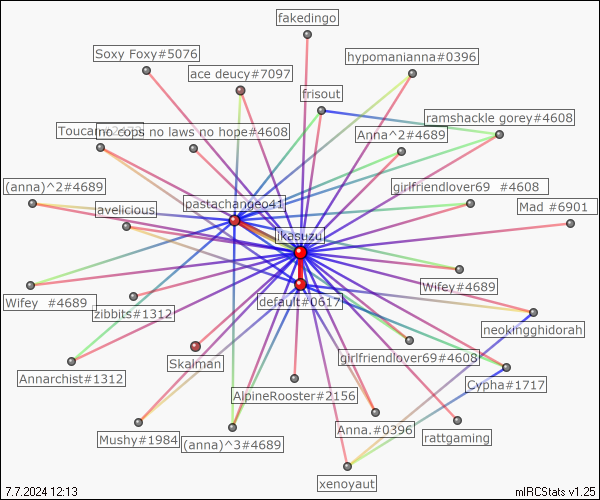 fakedingo
Soxy Foxy#5076
hypomanianna#0396
ace deucy#7097
frisout
ramshackle gorey#4608
Toucan
no cops no laws no hope#4608
Anna^2#4689
(anna)^2#4689
girlfriendlover69 #4608
pastachangeo41
Mad #6901
avelicious
ikasuzu
Wifey#4689
Wifey #4689
default#0617
zibbits#1312
neokingghidorah
girlfriendlover69#4608
Skalman
Annarchist#1312
Cypha#1717
AlpineRooster#2156
Anna.#0396
Mushy#1984
(anna)^3#4689
rattgaming
xenoyaut
7.7.2024 12:13
mIRCStats v1.25